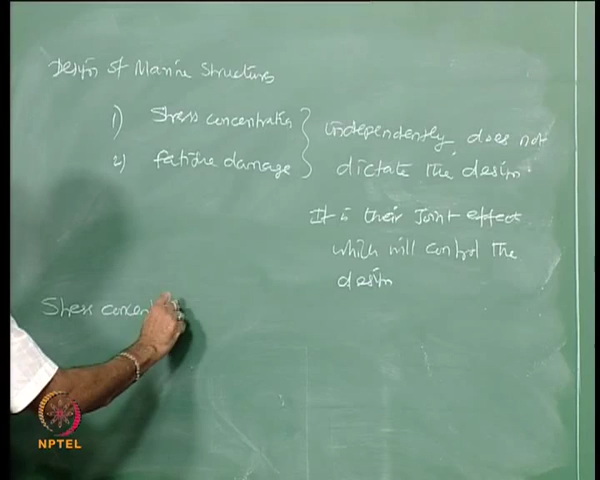 Design of Marine Structures
1) Stress concentration
2) fatigue damage
independently, does not
dictate the design.
It is their Joint effect
which will control the
design
Stress concent
NPTEL